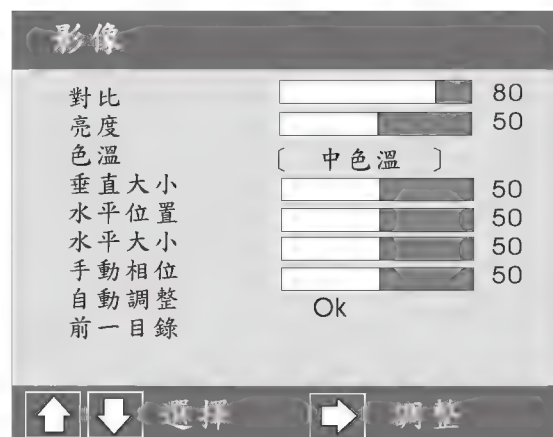 影像
對比 80
亮度 50
色溫 〔 中色溫 〕
垂直大小 50
水平位置 50
水平大小 50
手動相位 50
自動調整 Ok
前一目錄
選擇 調整